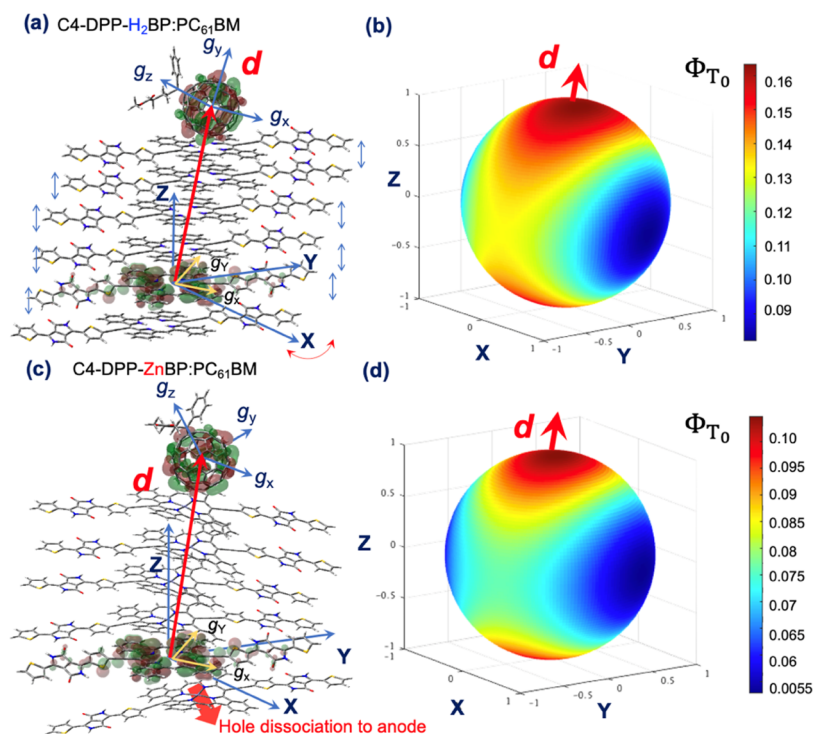 (a)
C4-DPP-H₂BP:PC₆₁BM
gy
d
gz
gx
Z
Y
gY
gx
X
(b)
d
Φ_T₀
1
0.5
0
-0.5
-1
Z
-1
0
1
X
-1
-0.5
0
0.5
1
Y
0.16
0.15
0.14
0.13
0.12
0.11
0.10
0.09
(c)
C4-DPP-ZnBP:PC₆₁BM
gz
gy
gx
d
Z
Y
gY
gx
X
Hole dissociation to anode
(d)
d
Φ_T₀
1
0.5
0
-0.5
-1
Z
-1
0
1
X
-1
-0.5
0
0.5
1
Y
0.10
0.095
0.09
0.085
0.08
0.075
0.07
0.065
0.06
0.0055